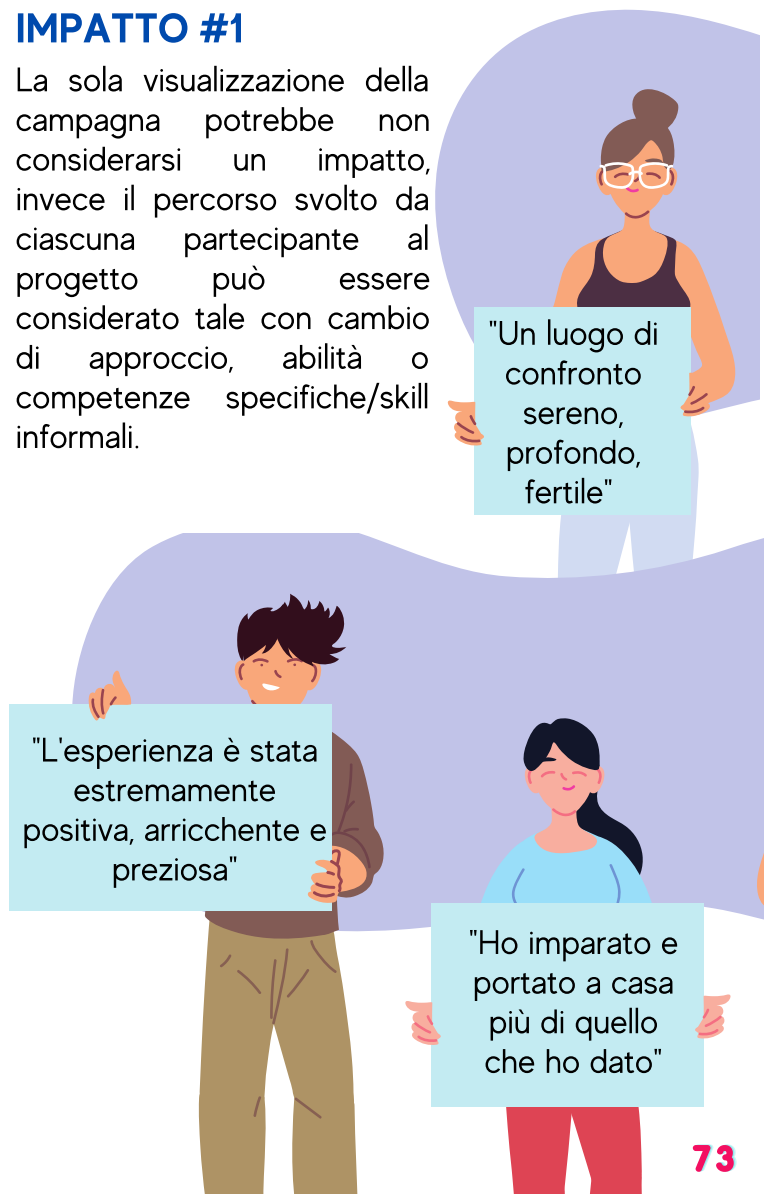 IMPATTO #1
La sola visualizzazione della
campagna potrebbe non
considerarsi un impatto,
invece il percorso svolto da
ciascuna partecipante al
progetto può essere
considerato tale con cambio
di approccio, abilità o
competenze specifiche/skill
informali.
"Un luogo di
confronto
sereno,
profondo,
fertile"
"L'esperienza è stata
estremamente
positiva, arricchente e
preziosa"
"Ho imparato e
portato a casa
più di quello
che ho dato"
73